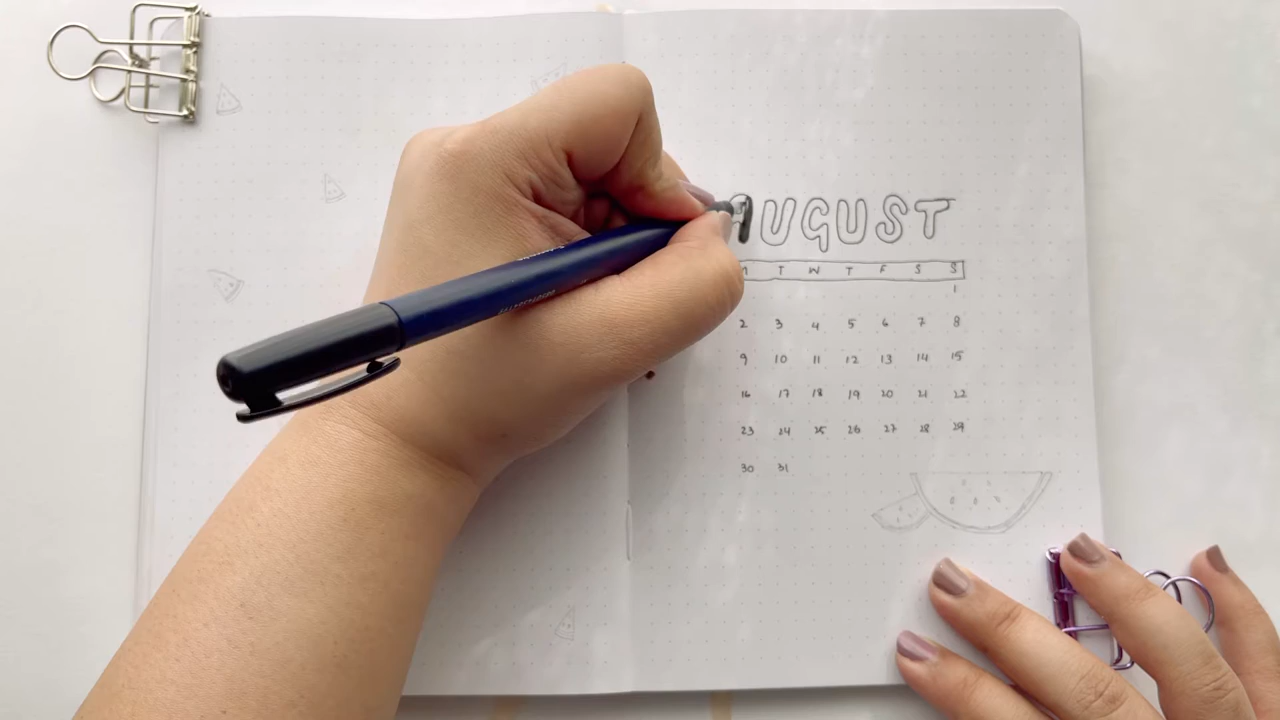 AUGUST
M T W T F S S
1
2 3 4 5 6 7 8
9 10 11 12 13 14 15
16 17 18 19 20 21 22
23 24 25 26 27 28 29
30 31